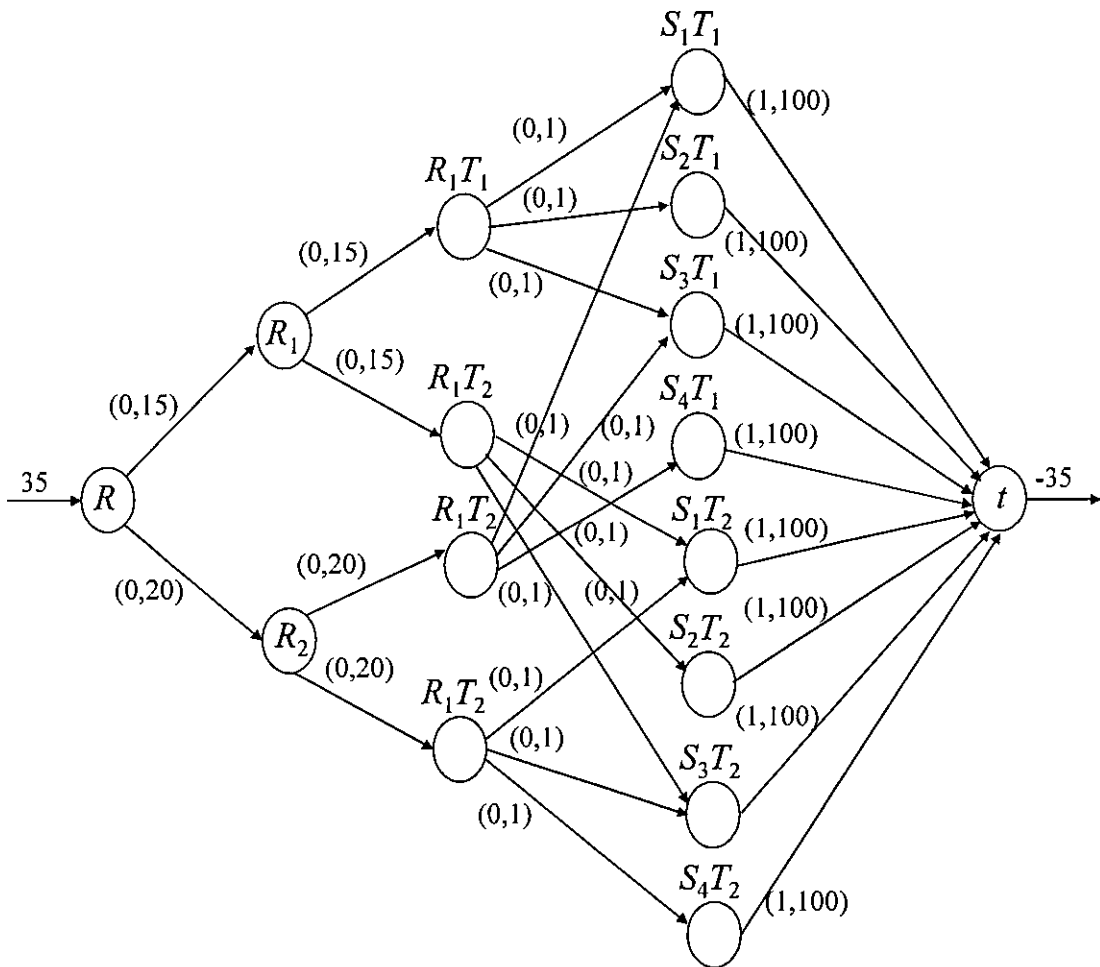 S₁T₁
(1,100)
(0,1)
S₂T₁
R₁T₁
(0,1)
(1,100)
(0,15)
S₃T₁
(0,1)
(1,100)
R₁
(0,15)
R₁T₂
S₄T₁
(0,15)
(0,1)
(0,1)
(1,100)
35
R
(0,1)
t
-35
R₁T₂
S₁T₂
(0,1)
(1,100)
(0,20)
(0,20)
(0,1)
(0,1)
S₂T₂
(1,100)
R₂
(0,20)
R₁T₂
(0,1)
(1,100)
(0,1)
S₃T₂
(0,1)
S₄T₂
(1,100)